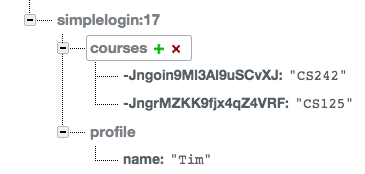 simplelogin:17
courses + ×
-Jngoin9Ml3Al9uSCvXJ: "CS242"
-JngrMZKK9fjx4qZ4VRF: "CS125"
profile
name: "Tim"